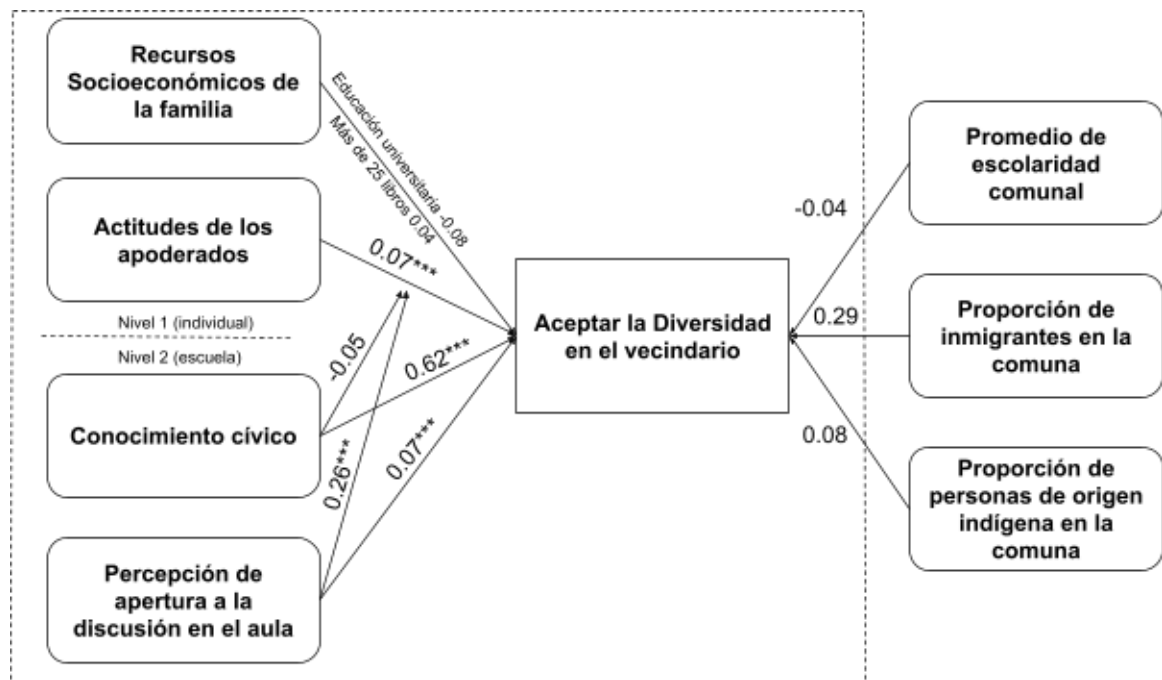 Recursos
Socioeconómicos de
la familia
Educación universitaria -0.08
Más de 25 libros 0.04
Actitudes de los
apoderados
0.07***
Nivel 1 (individual)
Nivel 2 (escuela)
-0.05
0.62***
Conocimiento cívico
0.26***
0.07***
Percepción de
apertura a la
discusión en el aula
Aceptar la Diversidad
en el vecindario
-0.04
0.29
0.08
Promedio de
escolaridad
comunal
Proporción de
inmigrantes en la
comuna
Proporción de
personas de origen
indígena en la
comuna